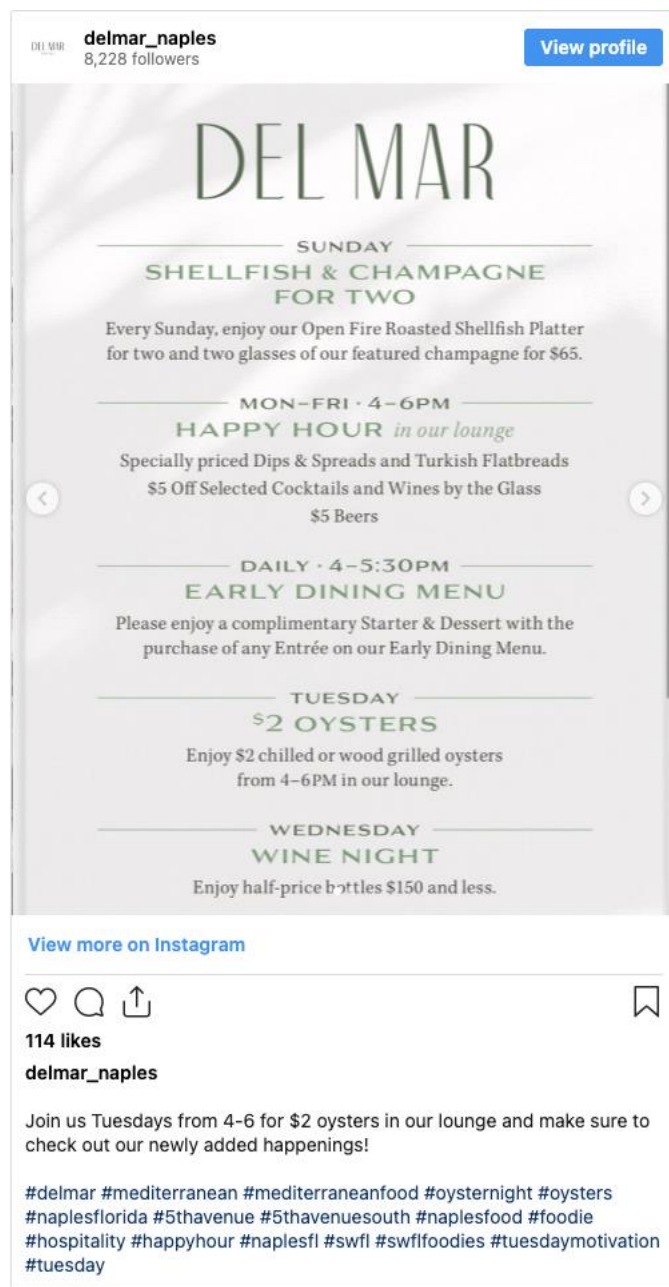 DEL MAR
delmar_naples
8,228 followers
View profile
DEL MAR
SUNDAY
SHELLFISH & CHAMPAGNE
FOR TWO
Every Sunday, enjoy our Open Fire Roasted Shellfish Platter
for two and two glasses of our featured champagne for $65.
MON–FRI · 4–6PM
HAPPY HOUR in our lounge
Specially priced Dips & Spreads and Turkish Flatbreads
$5 Off Selected Cocktails and Wines by the Glass
$5 Beers
DAILY · 4–5:30PM
EARLY DINING MENU
Please enjoy a complimentary Starter & Dessert with the
purchase of any Entrée on our Early Dining Menu.
TUESDAY
$2 OYSTERS
Enjoy $2 chilled or wood grilled oysters
from 4–6PM in our lounge.
WEDNESDAY
WINE NIGHT
Enjoy half-price bottles $150 and less.
View more on Instagram
114 likes
delmar_naples
Join us Tuesdays from 4-6 for $2 oysters in our lounge and make sure to
check out our newly added happenings!
#delmar #mediterranean #mediterraneanfood #oysternight #oysters
#naplesflorida #5thavenue #5thavenuesouth #naplesfood #foodie
#hospitality #happyhour #naplesfl #swfl #swflfoodies #tuesdaymotivation
#tuesday